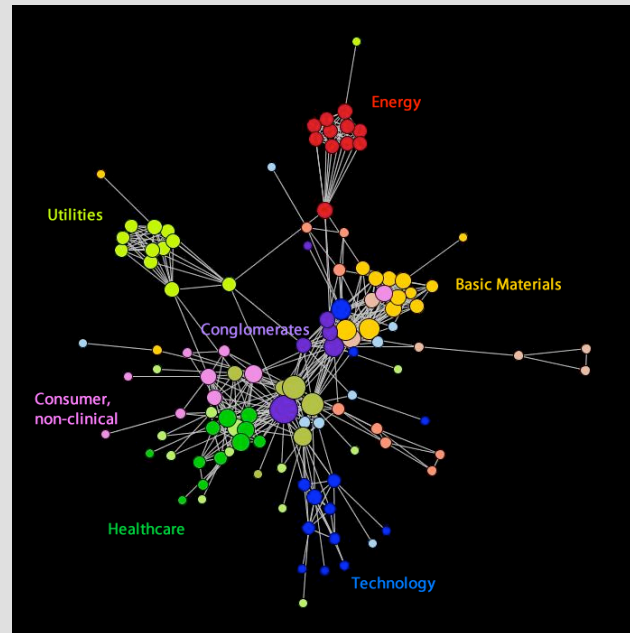 Energy
Utilities
Basic Materials
Conglomerates
Consumer,
non-clinical
Healthcare
Technology